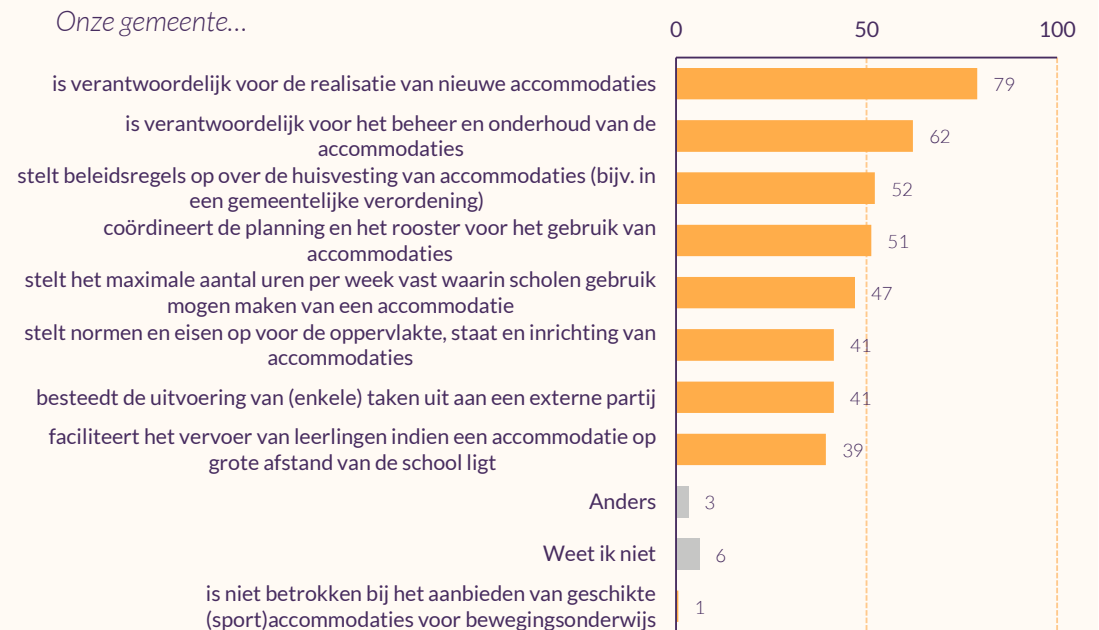 Onze gemeente...
0 50 100
is verantwoordelijk voor de realisatie van nieuwe accommodaties 79
is verantwoordelijk voor het beheer en onderhoud van de
accommodaties 62
stelt beleidsregels op over de huisvesting van accommodaties (bijv. in
een gemeentelijke verordening) 52
coördineert de planning en het rooster voor het gebruik van
accommodaties 51
stelt het maximale aantal uren per week vast waarin scholen gebruik
mogen maken van een accommodatie 47
stelt normen en eisen op voor de oppervlakte, staat en inrichting van
accommodaties 41
besteedt de uitvoering van (enkele) taken uit aan een externe partij 41
faciliteert het vervoer van leerlingen indien een accommodatie op
grote afstand van de school ligt 39
Anders 3
Weet ik niet 6
is niet betrokken bij het aanbieden van geschikte
(sport)accommodaties voor bewegingsonderwijs 1